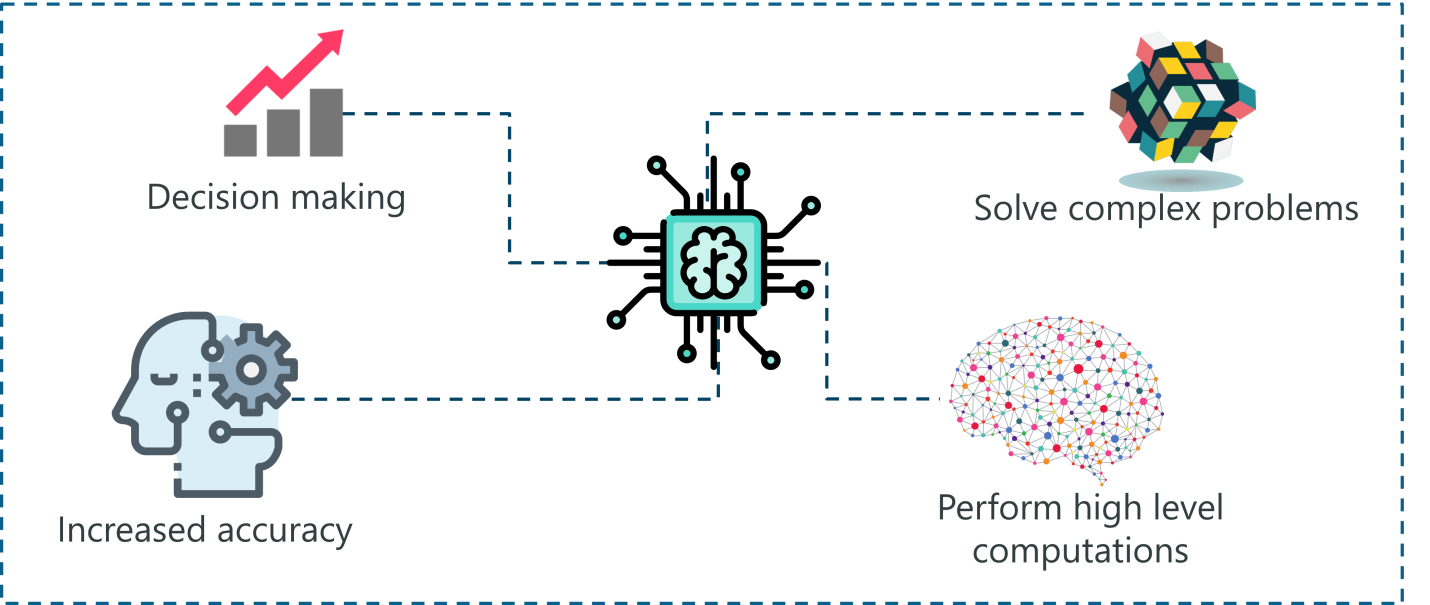 Decision making
Solve complex problems
Increased accuracy
Perform high level
computations